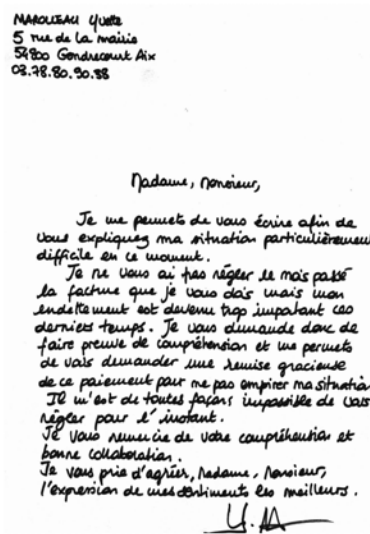 MAROLLEAU Yvette
5 rue de la mairie
54800 Gondrecourt Aix
03.78.80.90.88
Madame, Monsieur,
Je me permets de vous écrire afin de
vous expliquez ma situation particulièrement
difficile en ce moment.
Je ne vous ai pas régler le mois passé
la facture que je vous dois mais mon
endettement est devenu trop important ces
derniers temps. Je vous demande donc de
faire preuve de compréhension et me permets
de vous demander une remise gracieuse
de ce paiement pour ne pas empirer ma situation
Il m'est de toutes façons impossible de vous
régler pour l'instant.
Je vous remercie de votre compréhension et
bonne collaboration.
Je vous prie d'agréer, Madame, Monsieur,
l'expression de mes sentiments les meilleurs.